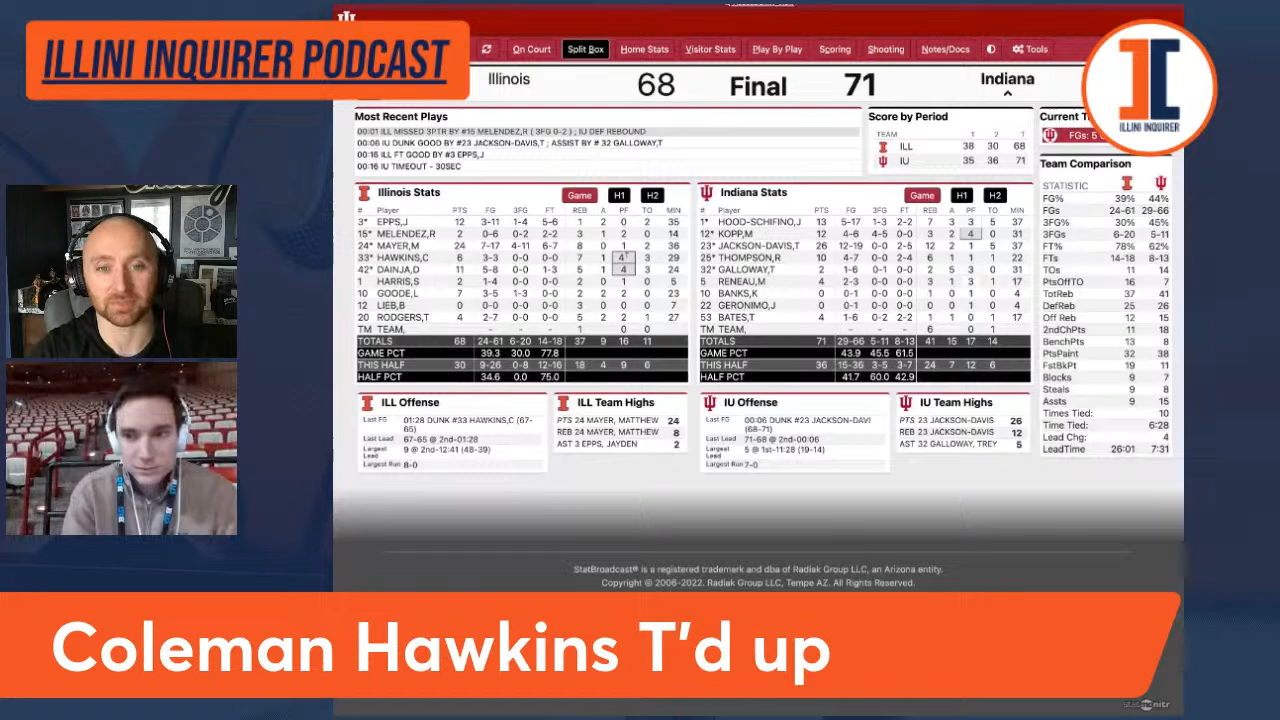 ILLINI INQUIRER PODCAST
On Court Split Box Home Stats Visitor Stats Play By Play Scoring Shooting Notes/Docs Tools
Illinois 68 Final 71 Indiana
ILLINI INQUIRER
Most Recent Plays
00:01 ILL MISSED 3PTR BY #15 MELENDEZ,R ( 3FG 0-2 ) ; IU DEF REBOUND
00:06 IU DUNK GOOD BY #23 JACKSON-DAVIS,T ; ASSIST BY # 32 GALLOWAY,T
00:16 ILL FT GOOD BY #3 EPPS,J
00:16 IU TIMEOUT - 30SEC
Score by Period
TEAM 1 2 T
ILL 38 30 68
IU 35 36 71
Current T
FGs: 5
Team Comparison
STATISTIC
FG% 39% 44%
FGs 24-61 29-66
3FG% 30% 45%
3FGs 6-20 5-11
FT% 78% 62%
FTs 14-18 8-13
TOs 11 14
PtsOffTO 16 7
TotReb 37 41
DefReb 25 26
Off Reb 12 15
2ndChPts 11 18
BenchPts 13 8
PtsPaint 32 38
FstBkPt 19 11
Blocks 9 7
Steals 9 8
Assts 9 15
Times Tied: 10
Time Tied: 6:28
Lead Chg: 4
LeadTime 26:01 7:31
Illinois Stats Game H1 H2
# Player PTS FG 3FG FT REB A PF TO MIN
3* EPPS,J 12 3-11 1-4 5-6 2 2 0 2 35
15* MELENDEZ,R 2 0-6 0-2 2-2 3 1 2 0 14
24* MAYER,M 24 7-17 4-11 6-7 8 0 1 2 36
33* HAWKINS,C 6 3-3 0-0 0-0 7 1 4T 3 29
42* DAINJA,D 11 5-8 0-0 1-3 5 1 4 3 24
1 HARRIS,S 2 1-4 0-0 0-0 2 0 1 0 5
10 GOODE,L 7 3-5 1-3 0-0 2 2 2 0 23
12 LIEB,B 0 0-0 0-0 0-0 3 0 0 0 7
20 RODGERS,T 4 2-7 0-0 0-0 5 2 2 1 27
TM TEAM, - - - 1 0 0
TOTALS 68 24-61 6-20 14-18 37 9 16 11
GAME PCT 39.3 30.0 77.8
THIS HALF 30 9-26 0-8 12-16 18 4 9 6
HALF PCT 34.6 0.0 75.0
Indiana Stats Game H1 H2
# Player PTS FG 3FG FT REB A PF TO MIN
1* HOOD-SCHIFINO,J 13 5-17 1-3 2-2 7 3 3 5 37
12* KOPP,M 12 4-6 4-5 0-0 3 2 4 0 31
23* JACKSON-DAVIS,T 26 12-19 0-0 2-5 12 2 1 5 37
25* THOMPSON,R 10 4-6 0-0 2-4 6 1 1 1 22
32* GALLOWAY,T 2 1-6 0-1 0-0 2 5 3 0 31
5 RENEAU,M 4 2-3 0-0 0-0 3 1 3 1 17
10 BANKS,K 0 0-1 0-0 0-0 1 0 1 0 4
22 GERONIMO,J 0 0-1 0-0 0-0 0 0 1 4
53 BATES,T 4 1-6 0-2 2-2 1 1 0 1 17
TM TEAM, - - - 6 0 1
TOTALS 71 29-66 5-11 8-13 41 15 17 14
GAME PCT 43.9 45.5 61.5
THIS HALF 36 15-36 3-5 3-7 24 7 12 6
HALF PCT 41.7 60.0 42.9
ILL Offense
Last FG 01:28 DUNK #33 HAWKINS,C (67-65)
Last Lead 67-65 @ 2nd-01:28
Largest Lead 9 @ 2nd-12:41 (48-39)
Largest Run 8-0
ILL Team Highs
PTS 24 MAYER, MATTHEW 24
REB 24 MAYER, MATTHEW 8
AST 3 EPPS, JAYDEN 2
IU Offense
Last FG 00:06 DUNK #23 JACKSON-DAVI (68-71)
Last Lead 71-68 @ 2nd-00:06
Largest Lead 5 @ 1st-11:28 (19-14)
Largest Run 7-0
IU Team Highs
PTS 23 JACKSON-DAVIS 26
REB 23 JACKSON-DAVIS 12
AST 32 GALLOWAY, TREY 5
StatBroadcast® is a registered trademark and dba of Radiak Group LLC, an Arizona entity.
Copyright © 2006-2022. Radiak Group LLC, Tempe AZ. All Rights Reserved.
Coleman Hawkins T'd up